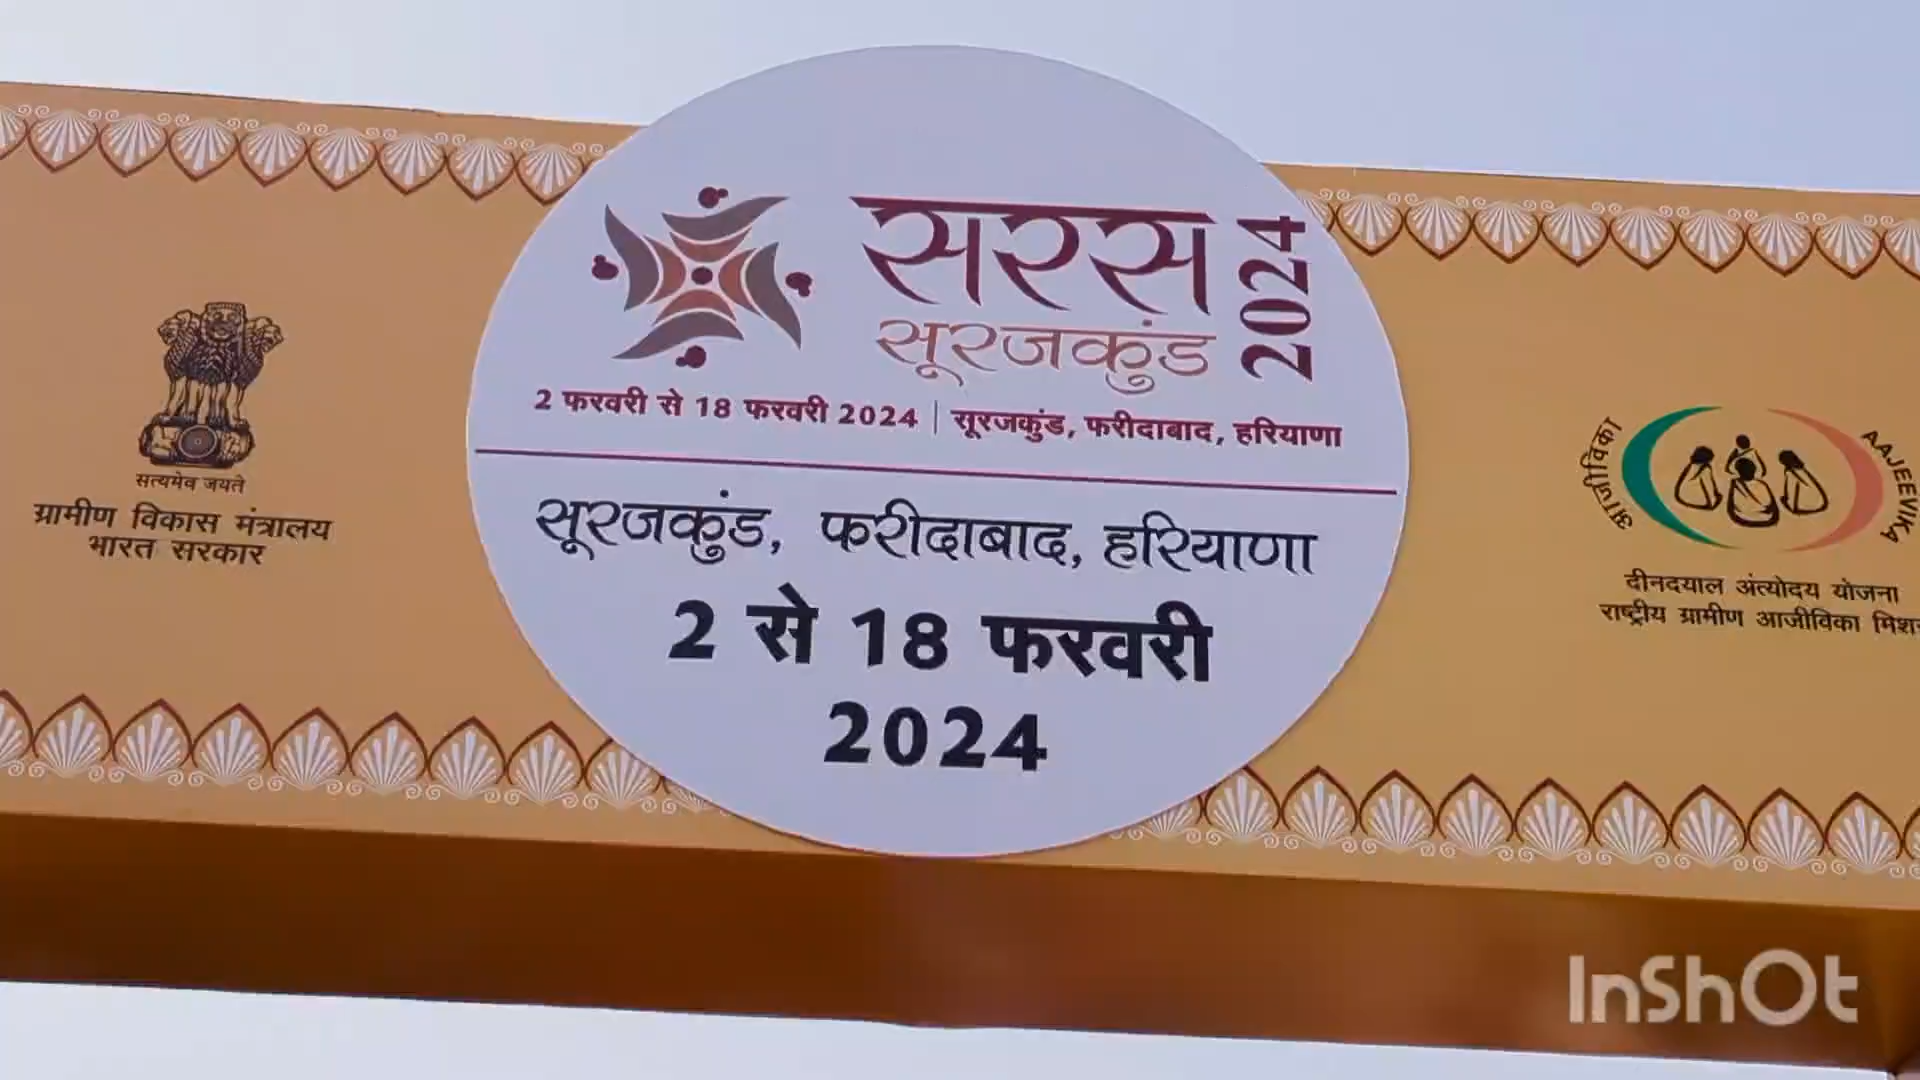 सरस 2024
सूरजकुंड
2 फरवरी से 18 फरवरी 2024 | सूरजकुंड, फरीदाबाद, हरियाणा
सूरजकुंड, फरीदाबाद, हरियाणा
2 से 18 फरवरी
2024
सत्यमेव जयते
ग्रामीण विकास मंत्रालय
भारत सरकार
आजीविका
AAJEEVIKA
दीनदयाल अंत्योदय योजना
राष्ट्रीय ग्रामीण आजीविका मिश
InShOt